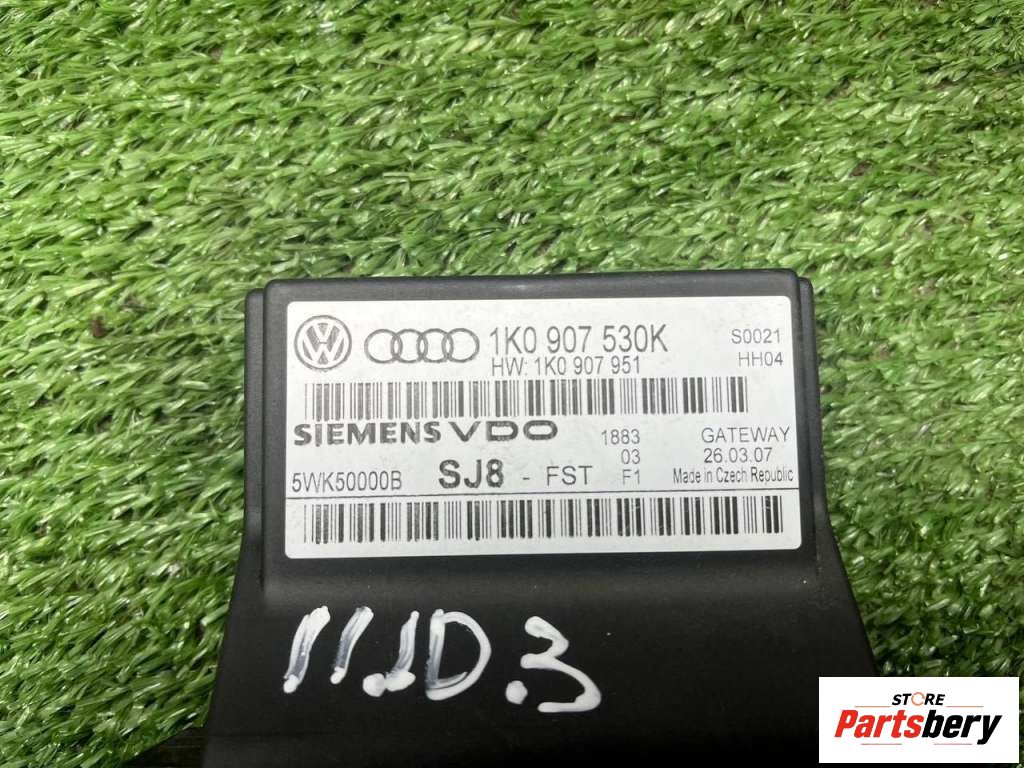 1K0 907 530K S0021
HW: 1K0 907 951 HH04
SIEMENS VDO 1883 GATEWAY
03 26.03.07
5WK50000B SJ8 - FST F1 Made in Czech Republic
11.1D.3
STORE
Partsbery